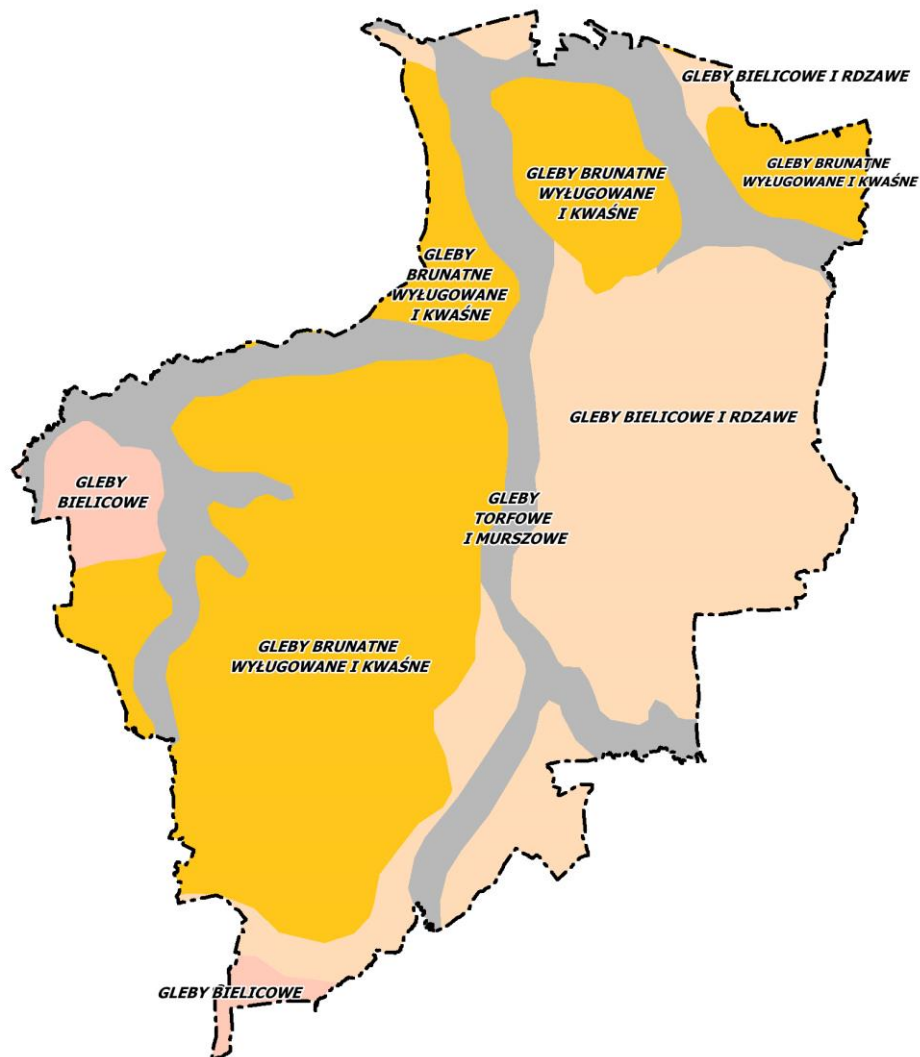 GLEBY BIELICOWE I RDZAWE
GLEBY BRUNATNE
WYŁUGOWANE I KWAŚNE
GLEBY BRUNATNE
WYŁUGOWANE
I KWAŚNE
GLEBY
BRUNATNE
WYŁUGOWANE
I KWAŚNE
GLEBY BIELICOWE I RDZAWE
GLEBY
BIELICOWE
GLEBY
TORFOWE
I MURSZOWE
GLEBY BRUNATNE
WYŁUGOWANE I KWAŚNE
GLEBY BIELICOWE